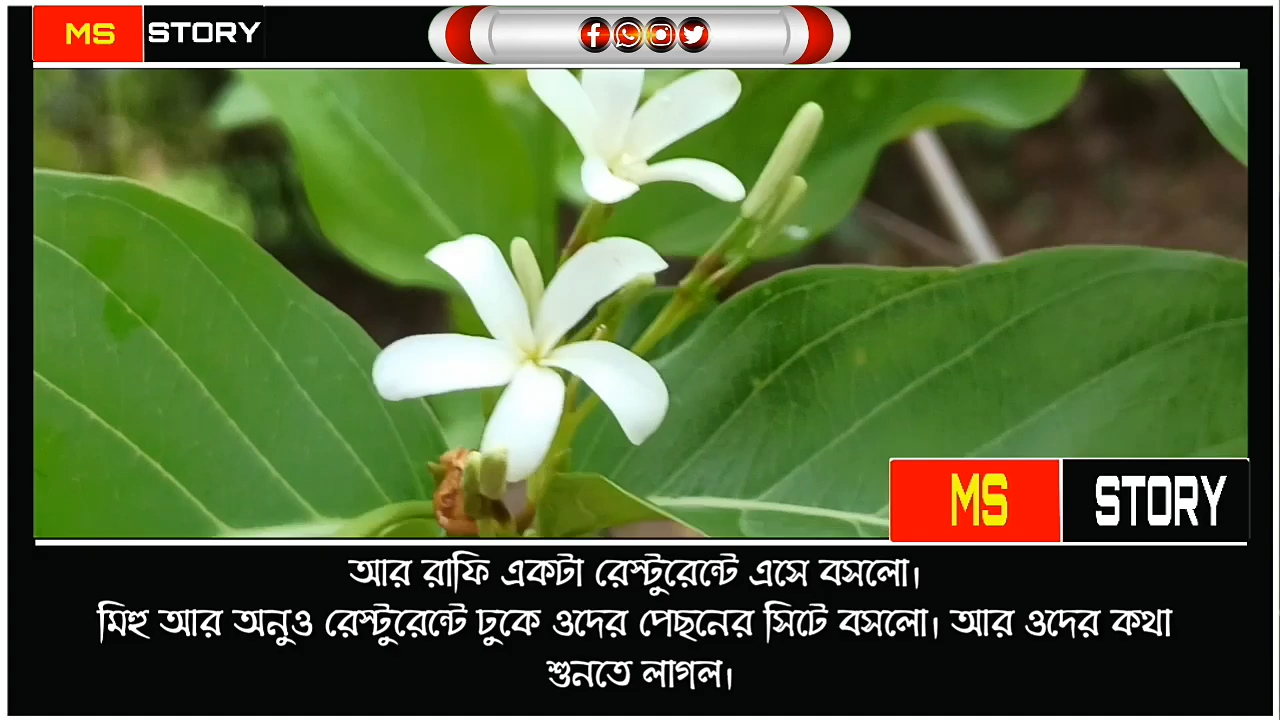 MS STORY
MS STORY
আর রাফি একটা রেস্টুরেন্টে এসে বসলো।
মিহু আর অনুও রেস্টুরেন্টে ঢুকে ওদের পেছনের সিটে বসলো। আর ওদের কথা
শুনতে লাগল।